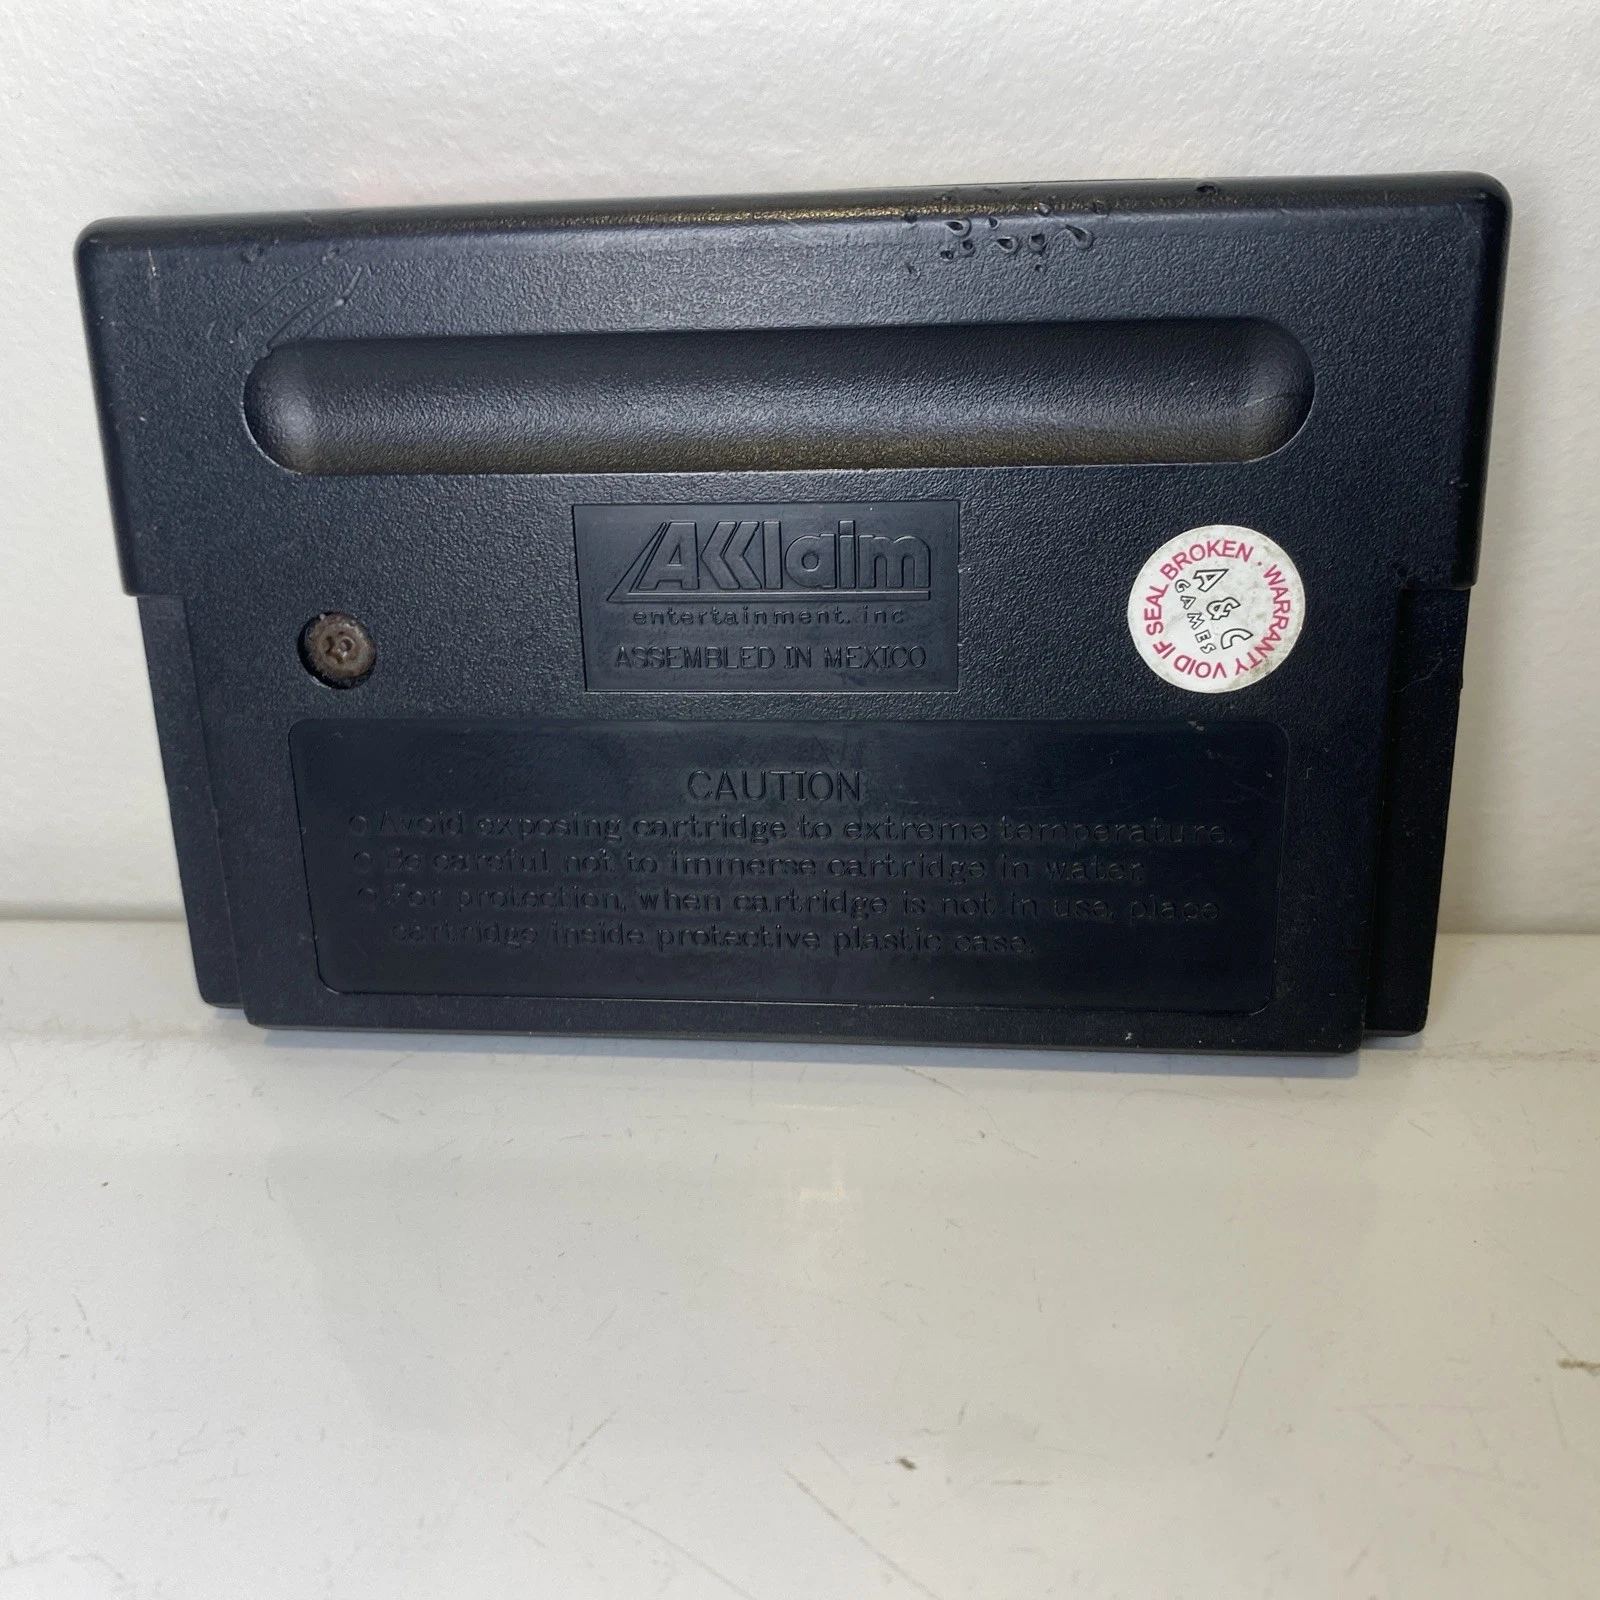 AKKlaim
entertainment. inc
ASSEMBLED IN MEXICO
WARRANTY VOID IF SEAL BROKEN ·
A & C
GAMES
CAUTION
○ Avoid exposing cartridge to extreme temperature.
○ Be careful not to immerse cartridge in water.
○ For protection, when cartridge is not in use, place
cartridge inside protective plastic case.